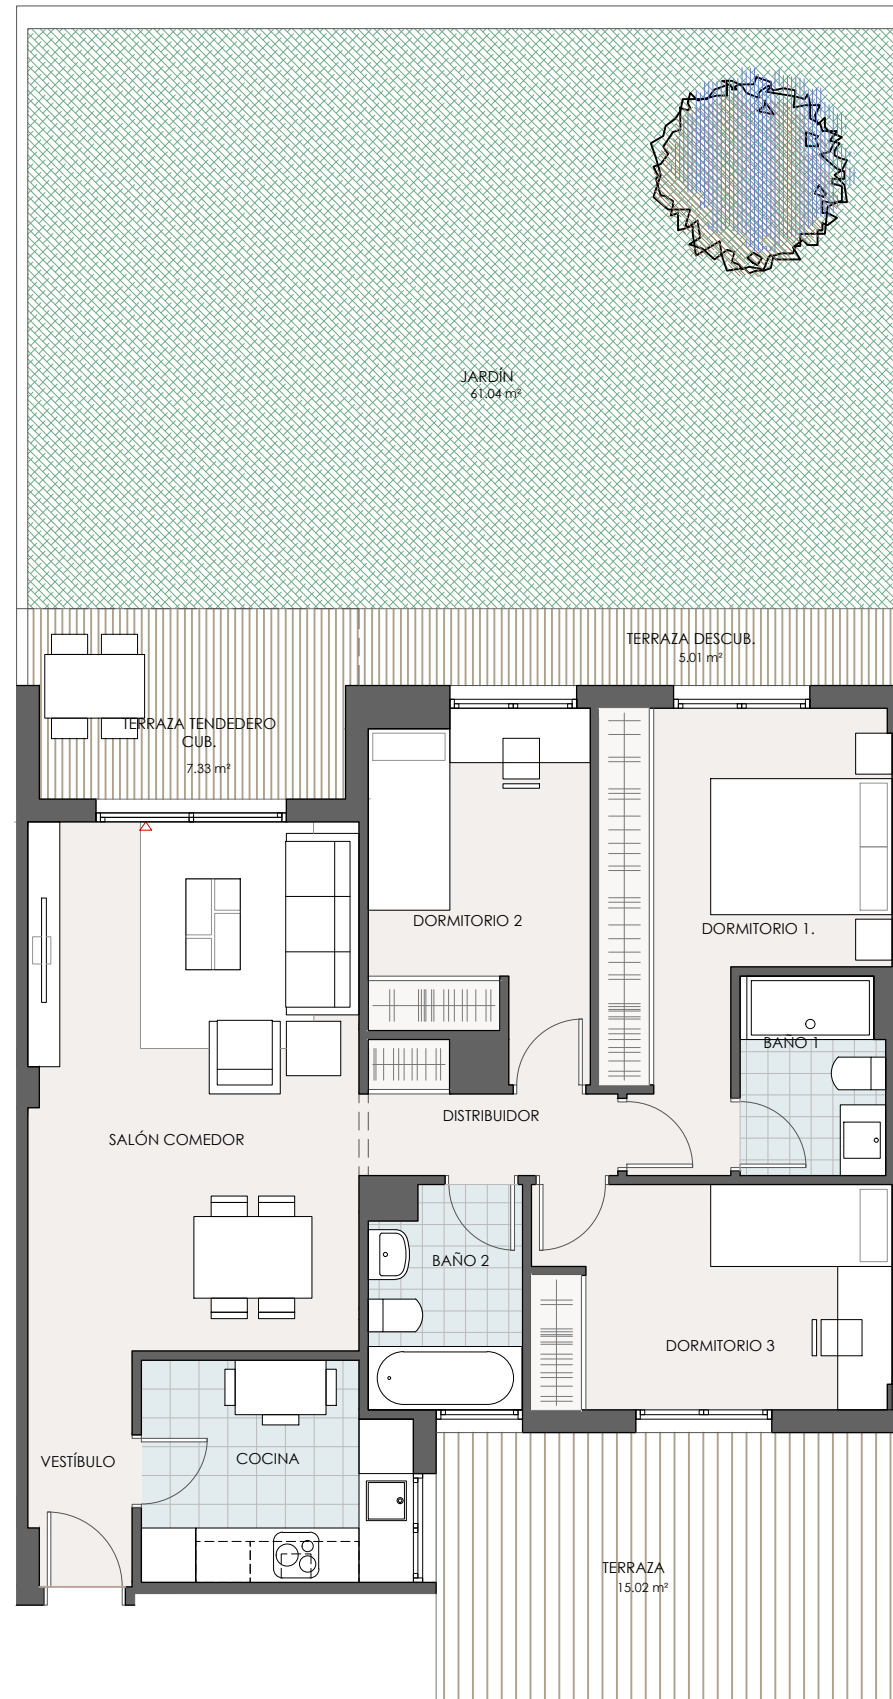 JARDÍN
61.04 m²
TERRAZA DESCUB.
5.01 m²
TERRAZA TENDEDERO
CUB.
7.33 m²
DORMITORIO 2
DORMITORIO 1.
BAÑO 1
DISTRIBUIDOR
SALÓN COMEDOR
BAÑO 2
DORMITORIO 3
VESTÍBULO
COCINA
TERRAZA
15.02 m²